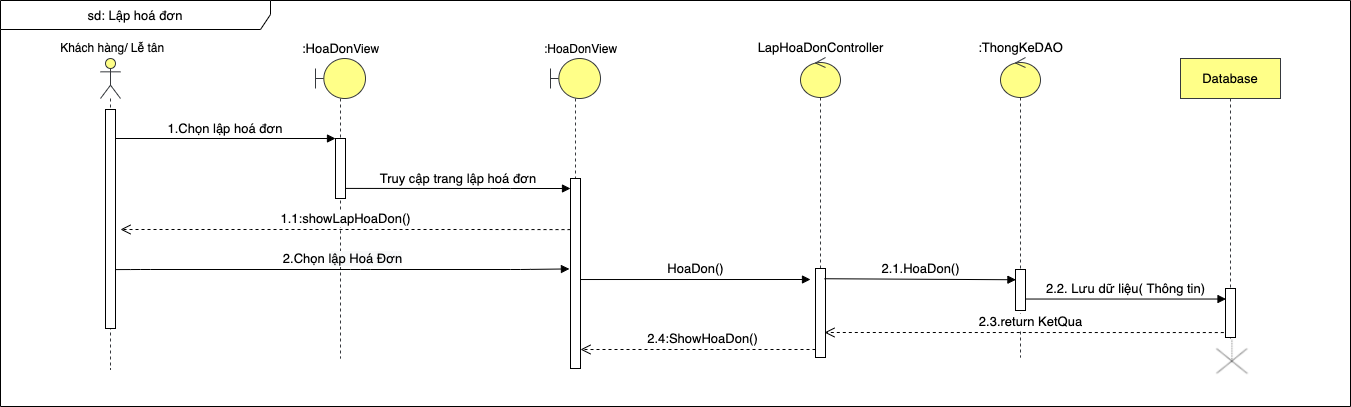 sd: Lập hoá đơn
Khách hàng/ Lễ tân
:HoaDonView
:HoaDonView
LapHoaDonController
:ThongKeDAO
Database
1.Chọn lập hoá đơn
Truy cập trang lập hoá đơn
1.1:showLapHoaDon()
2.Chọn lập Hoá Đơn
HoaDon()
2.1.HoaDon()
2.2. Lưu dữ liệu( Thông tin)
2.3.return KetQua
2.4:ShowHoaDon()